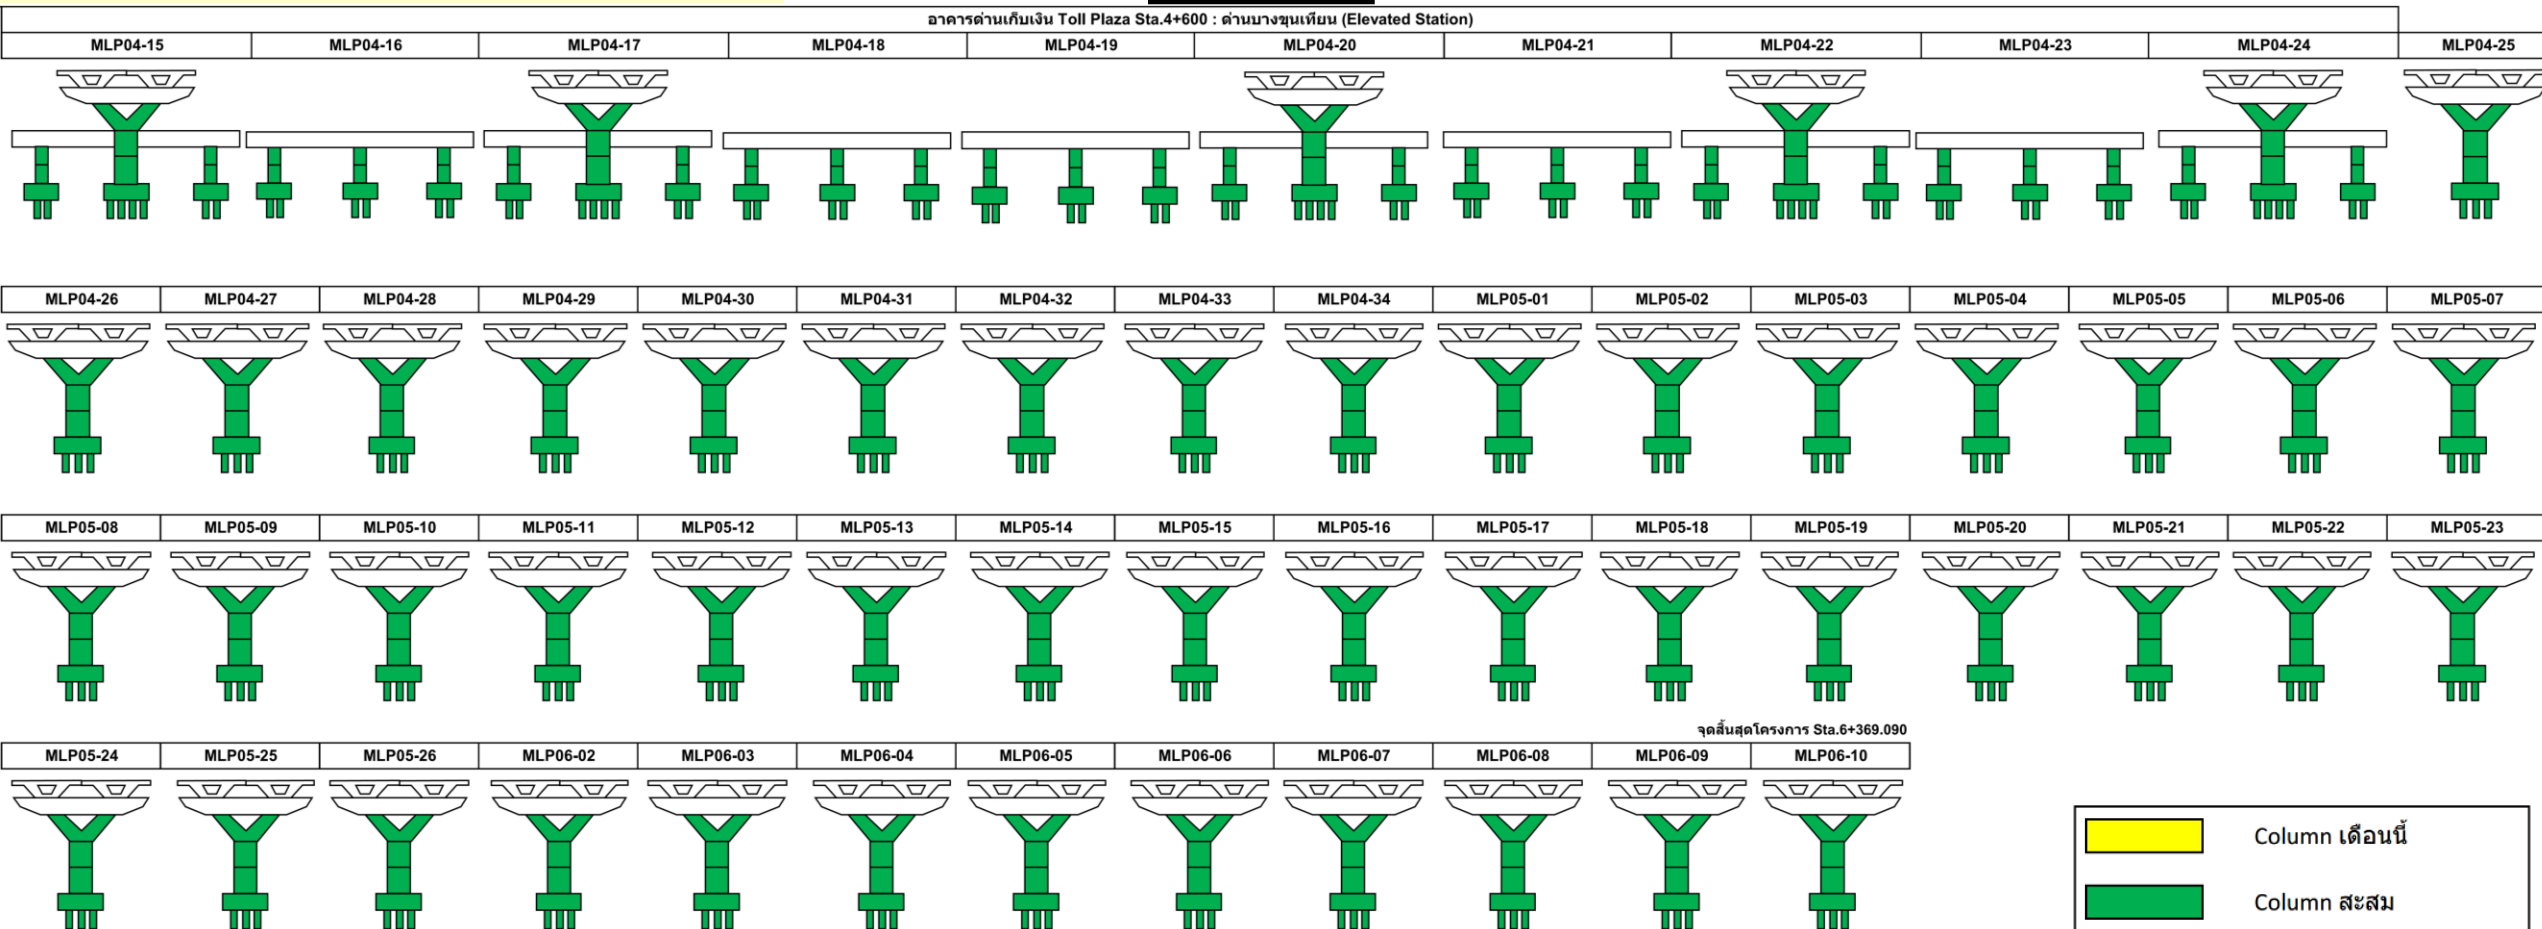 อาคารด่านเก็บเงิน Toll Plaza Sta.4+600 : ด่านบางขุนเทียน (Elevated Station)
MLP04-15 MLP04-16 MLP04-17 MLP04-18 MLP04-19 MLP04-20 MLP04-21 MLP04-22 MLP04-23 MLP04-24 MLP04-25
MLP04-26 MLP04-27 MLP04-28 MLP04-29 MLP04-30 MLP04-31 MLP04-32 MLP04-33 MLP04-34 MLP05-01 MLP05-02 MLP05-03 MLP05-04 MLP05-05 MLP05-06 MLP05-07
MLP05-08 MLP05-09 MLP05-10 MLP05-11 MLP05-12 MLP05-13 MLP05-14 MLP05-15 MLP05-16 MLP05-17 MLP05-18 MLP05-19 MLP05-20 MLP05-21 MLP05-22 MLP05-23
จุดสิ้นสุดโครงการ Sta.6+369.090
MLP05-24 MLP05-25 MLP05-26 MLP06-02 MLP06-03 MLP06-04 MLP06-05 MLP06-06 MLP06-07 MLP06-08 MLP06-09 MLP06-10
Column เดือนนี้
Column สะสม